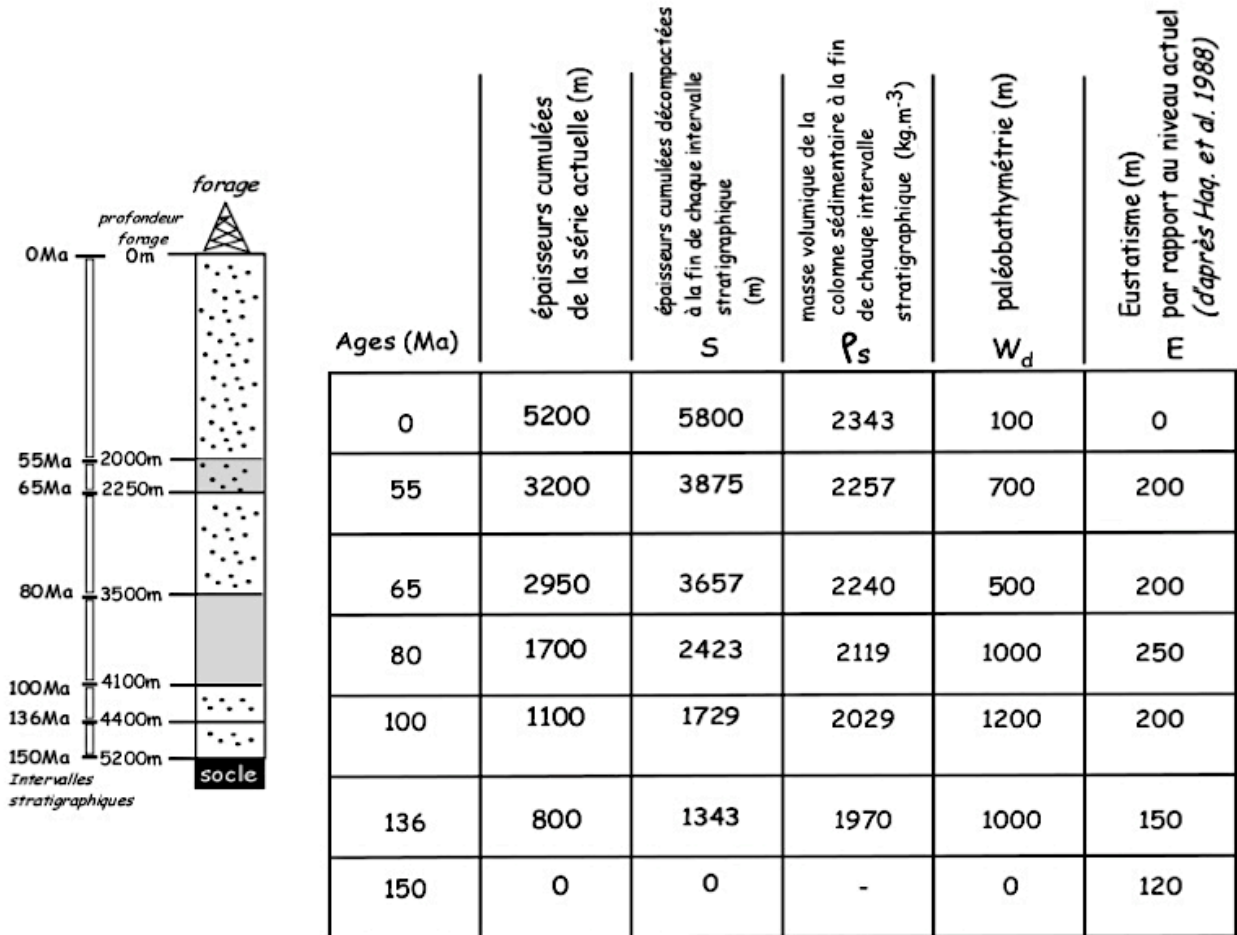 forage
profondeur
forage
0Ma
0m
55Ma
2000m
65Ma
2250m
80Ma
3500m
100Ma
4100m
136Ma
4400m
150Ma
5200m
socle
Intervalles
stratigraphiques
Ages (Ma)
épaisseurs cumulées
de la série actuelle (m)
épaisseurs cumulées décompactées
à la fin de chaque intervalle
stratigraphique
(m)
S
masse volumique de la
colonne sédimentaire à la fin
de chauqe intervalle
stratigraphique (kg.m-3)
ρs
paléobathymétrie (m)
Wd
Eustatisme (m)
par rapport au niveau actuel
(d'après Haq. et al. 1988)
E
0 5200 5800 2343 100 0
55 3200 3875 2257 700 200
65 2950 3657 2240 500 200
80 1700 2423 2119 1000 250
100 1100 1729 2029 1200 200
136 800 1343 1970 1000 150
150 0 0 - 0 120